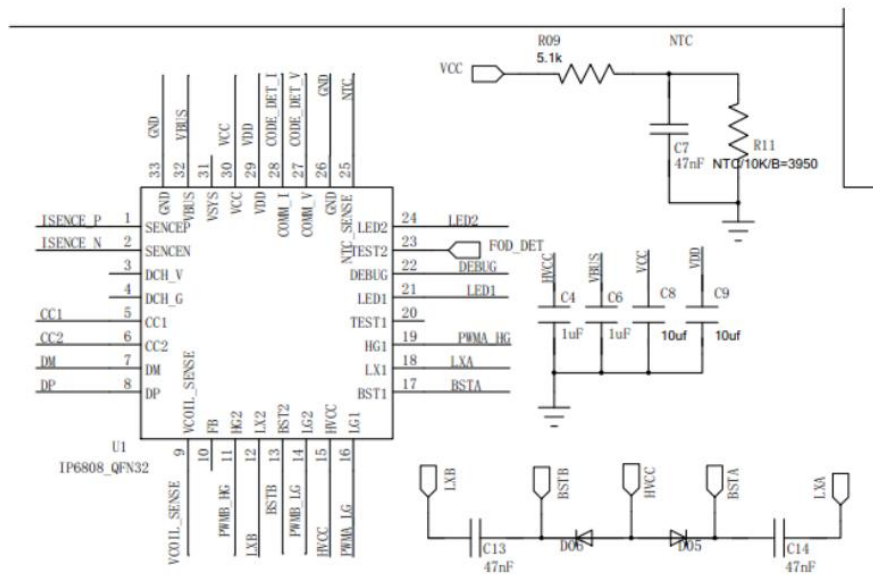 R09
5.1k
NTC
VCC
C7
47nF
R11
NTC/10K/B=3950
GND
VBUS
VCC
VDD
CODE_DET_I
CODE_DET_V
GND
NTC
33
32
31
30
29
28
27
26
25
GND
VBUS
VSYS
VCC
VDD
COMM_I
COMM_V
GND
NTC_SENSE
ISENCE_P 1 SENCEP
ISENCE_N 2 SENCEN
3 DCH_V
4 DCH_G
CC1 5 CC1
CC2 6 CC2
DM 7 DM
DP 8 DP
LED2 24 LED2
TEST2 23 FOD_DET
DEBUG 22 DEBUG
LED1 21 LED1
TEST1 20
HG1 19 PWMA_HG
LX1 18 LXA
BST1 17 BSTA
VCOIL_SENSE
FB
HG2
LX2
BST2
LG2
HVCC
LG1
U1
IP6808_QFN32
9
10
11
12
13
14
15
16
VCOIL_SENSE
PWMB_HG
LXB
BSTB
PWMB_LG
HVCC
PWMA_LG
HVCC
VBUS
VCC
VDD
C4
1uF
C6
1uF
C8
10uf
C9
10uf
LXB
BSTB
HVCC
BSTA
LXA
C13
47nF
D06
D05
C14
47nF